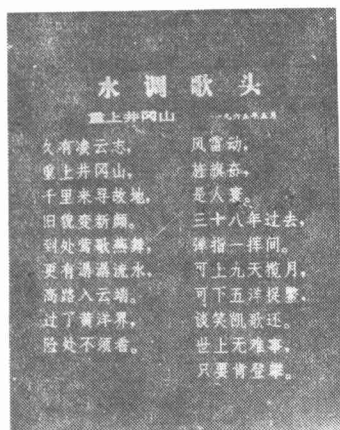 水调歌头
重上井冈山 一九六五年五月
久有凌云志，
重上井冈山，
千里来寻故地，
旧貌变新颜。
到处莺歌燕舞，
更有潺潺流水，
高路入云端。
过了黄洋界，
险处不须看。
风雷动，
旌旗奋，
是人寰。
三十八年过去，
弹指一挥间。
可上九天揽月，
可下五洋捉鳖，
谈笑凯歌还。
世上无难事，
只要肯登攀。